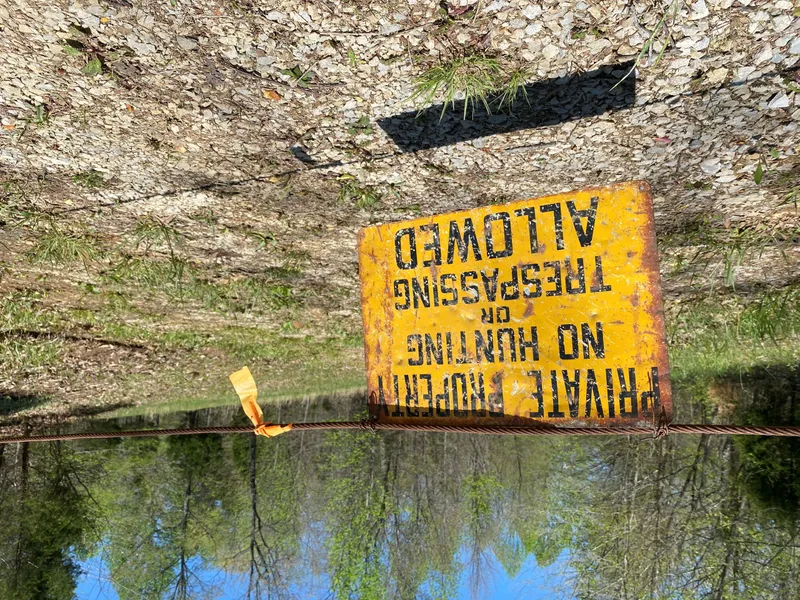 PRIVATE PROPERTY
NO HUNTING
OR
TRESPASSING
ALLOWED